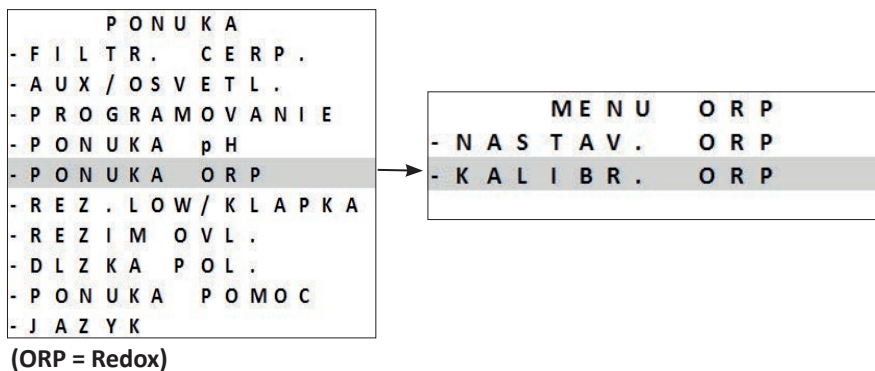 PONUKA
-FILTR. CERP.
-AUX/OSVETL.
-PROGRAMOVANIE
-PONUKA pH
-PONUKA ORP
-REZ.LOW/KLAPKA
-REZIM OVL.
-DLZKA POL.
-PONUKA POMOC
-JAZYK
(ORP = Redox)
MENU ORP
-NASTAV. ORP
-KALIBR. ORP